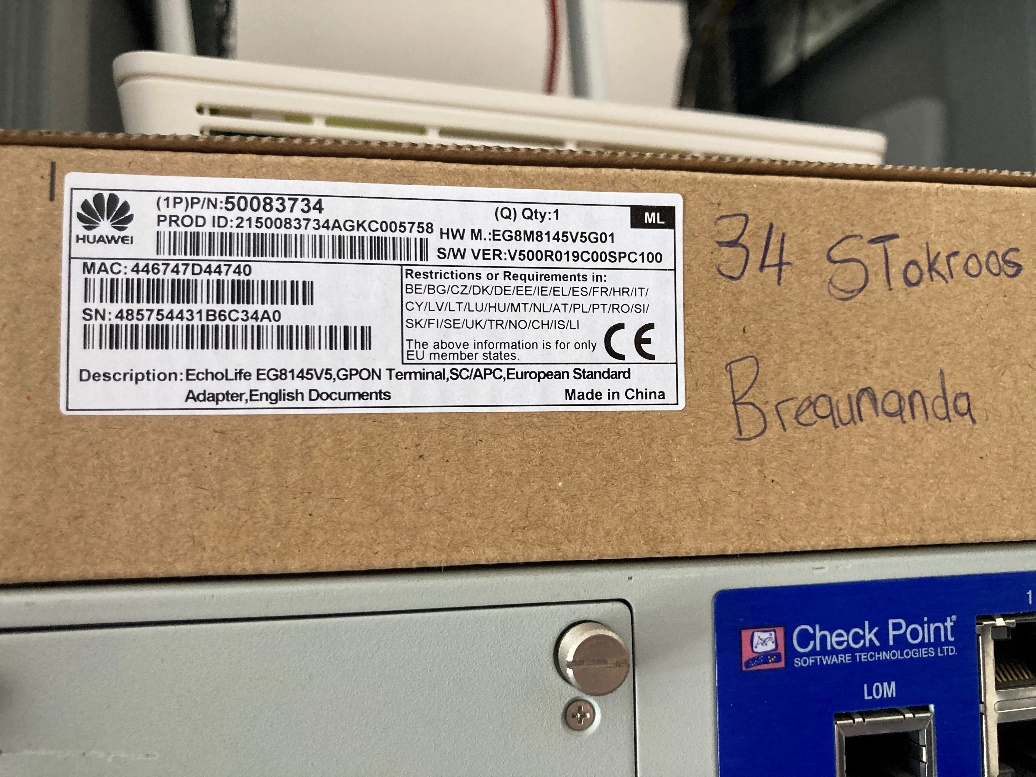 HUAWEI
(1P)P/N:50083734
PROD ID:2150083734AGKC005758
(Q) Qty:1
ML
HW M.:EG8M8145V5G01
S/W VER:V500R019C00SPC100
MAC: 446747D44740
SN: 485754431B6C34A0
Restrictions or Requirements in:
BE/BG/CZ/DK/DE/EE/IE/EL/ES/FR/HR/IT/
CY/LV/LT/LU/HU/MT/NL/AT/PL/PT/RO/SI/
SK/FI/SE/UK/TR/NO/CH/IS/LI
The above information is for only
EU member states.
CE
Description:EchoLife EG8145V5,GPON Terminal,SC/APC,European Standard
Adapter,English Documents
Made in China
34 STokroos
Breaumanda
Check Point
SOFTWARE TECHNOLOGIES LTD.
LOM
1